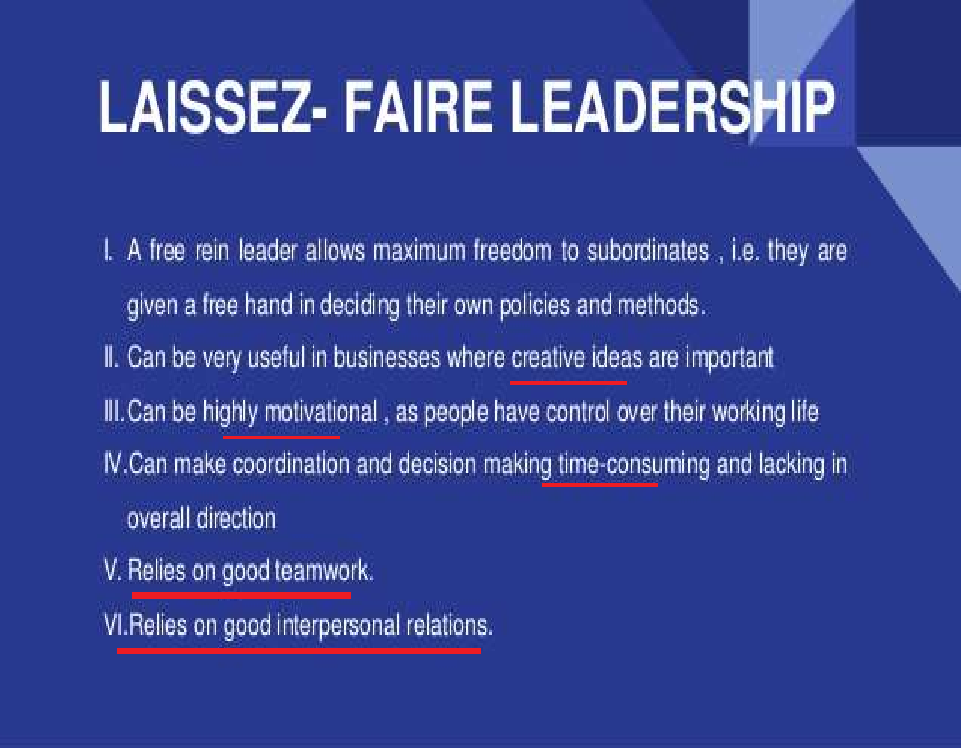 LAISSEZ- FAIRE LEADERSHIP
I. A free rein leader allows maximum freedom to subordinates , i.e. they are
given a free hand in deciding their own policies and methods.
II. Can be very useful in businesses where creative ideas are important
III. Can be highly motivational , as people have control over their working life
IV. Can make coordination and decision making time-consuming and lacking in
overall direction
V. Relies on good teamwork.
VI. Relies on good interpersonal relations.